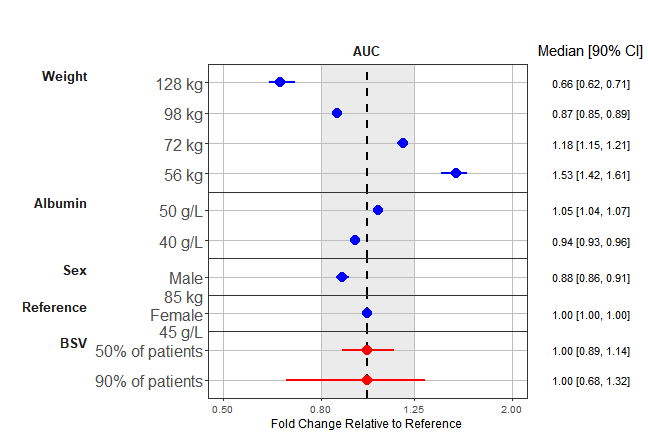 AUC
Median [90% CI]
Weight
128 kg
0.66 [0.62, 0.71]
98 kg
0.87 [0.85, 0.89]
72 kg
1.18 [1.15, 1.21]
56 kg
1.53 [1.42, 1.61]
Albumin
50 g/L
1.05 [1.04, 1.07]
40 g/L
0.94 [0.93, 0.96]
Sex
Male
0.88 [0.86, 0.91]
Reference
85 kg
Female
45 g/L
1.00 [1.00, 1.00]
BSV
50% of patients
1.00 [0.89, 1.14]
90% of patients
1.00 [0.68, 1.32]
0.50 0.80 1.25 2.00
Fold Change Relative to Reference